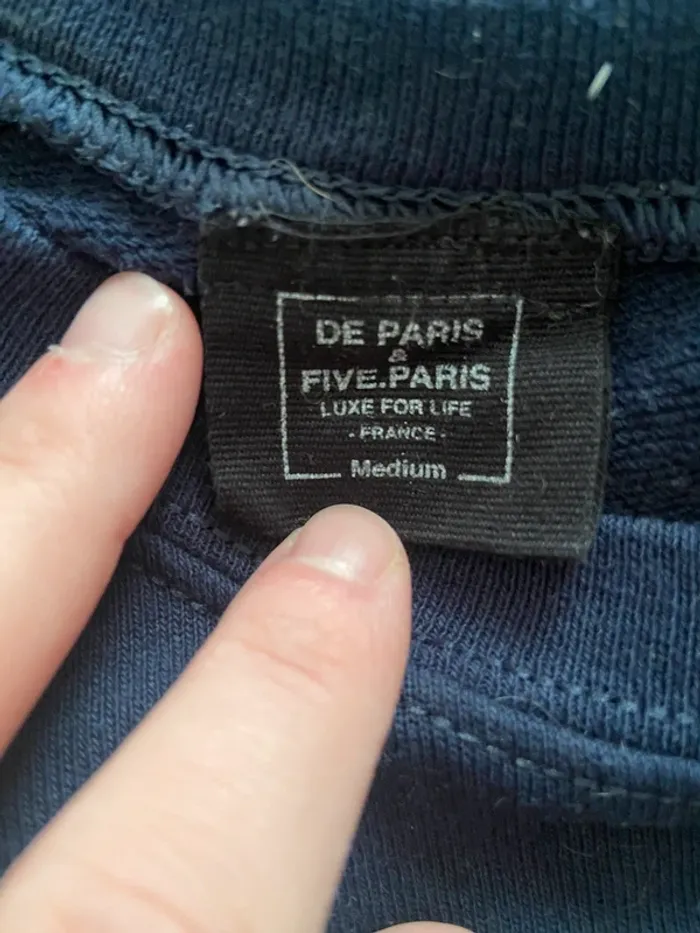 DE PARIS
&
FIVE.PARIS
LUXE FOR LIFE
- FRANCE -
Medium